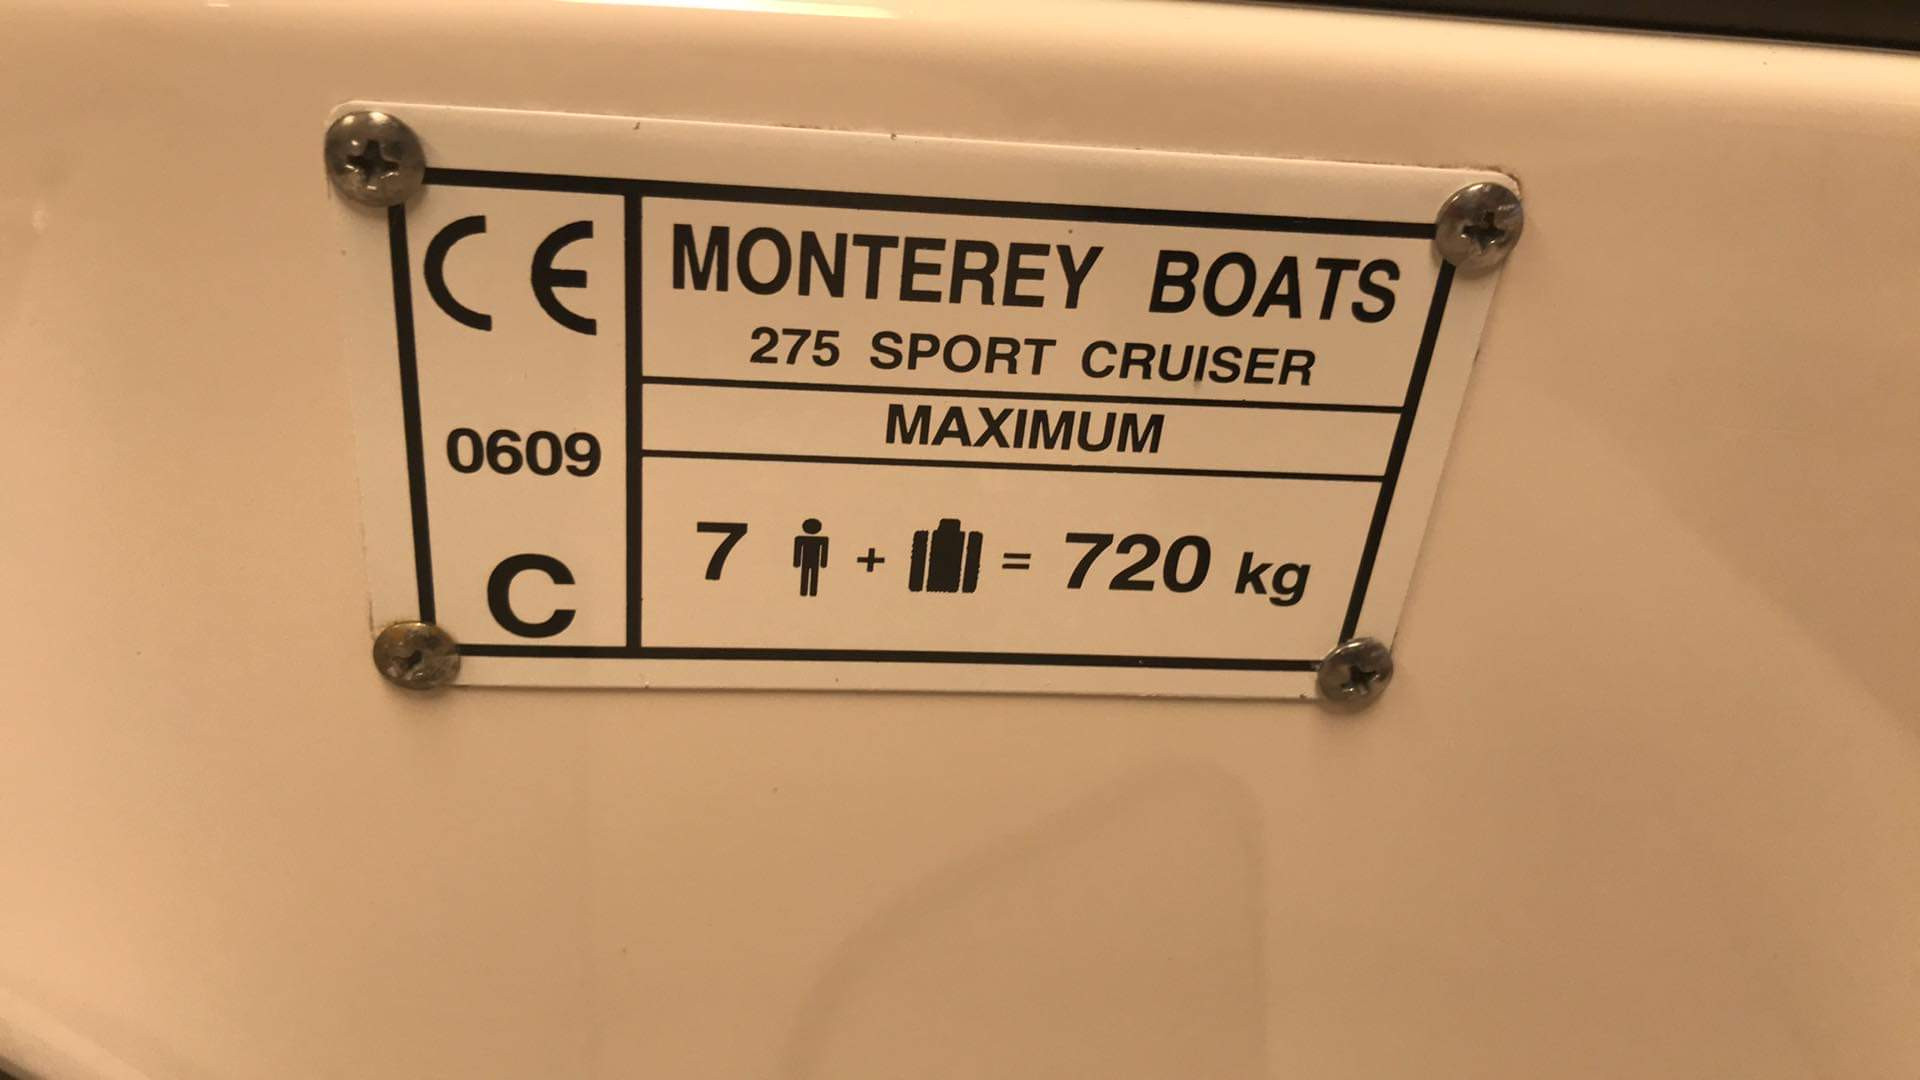 CE
0609
C
MONTEREY BOATS
275 SPORT CRUISER
MAXIMUM
7 + = 720 kg